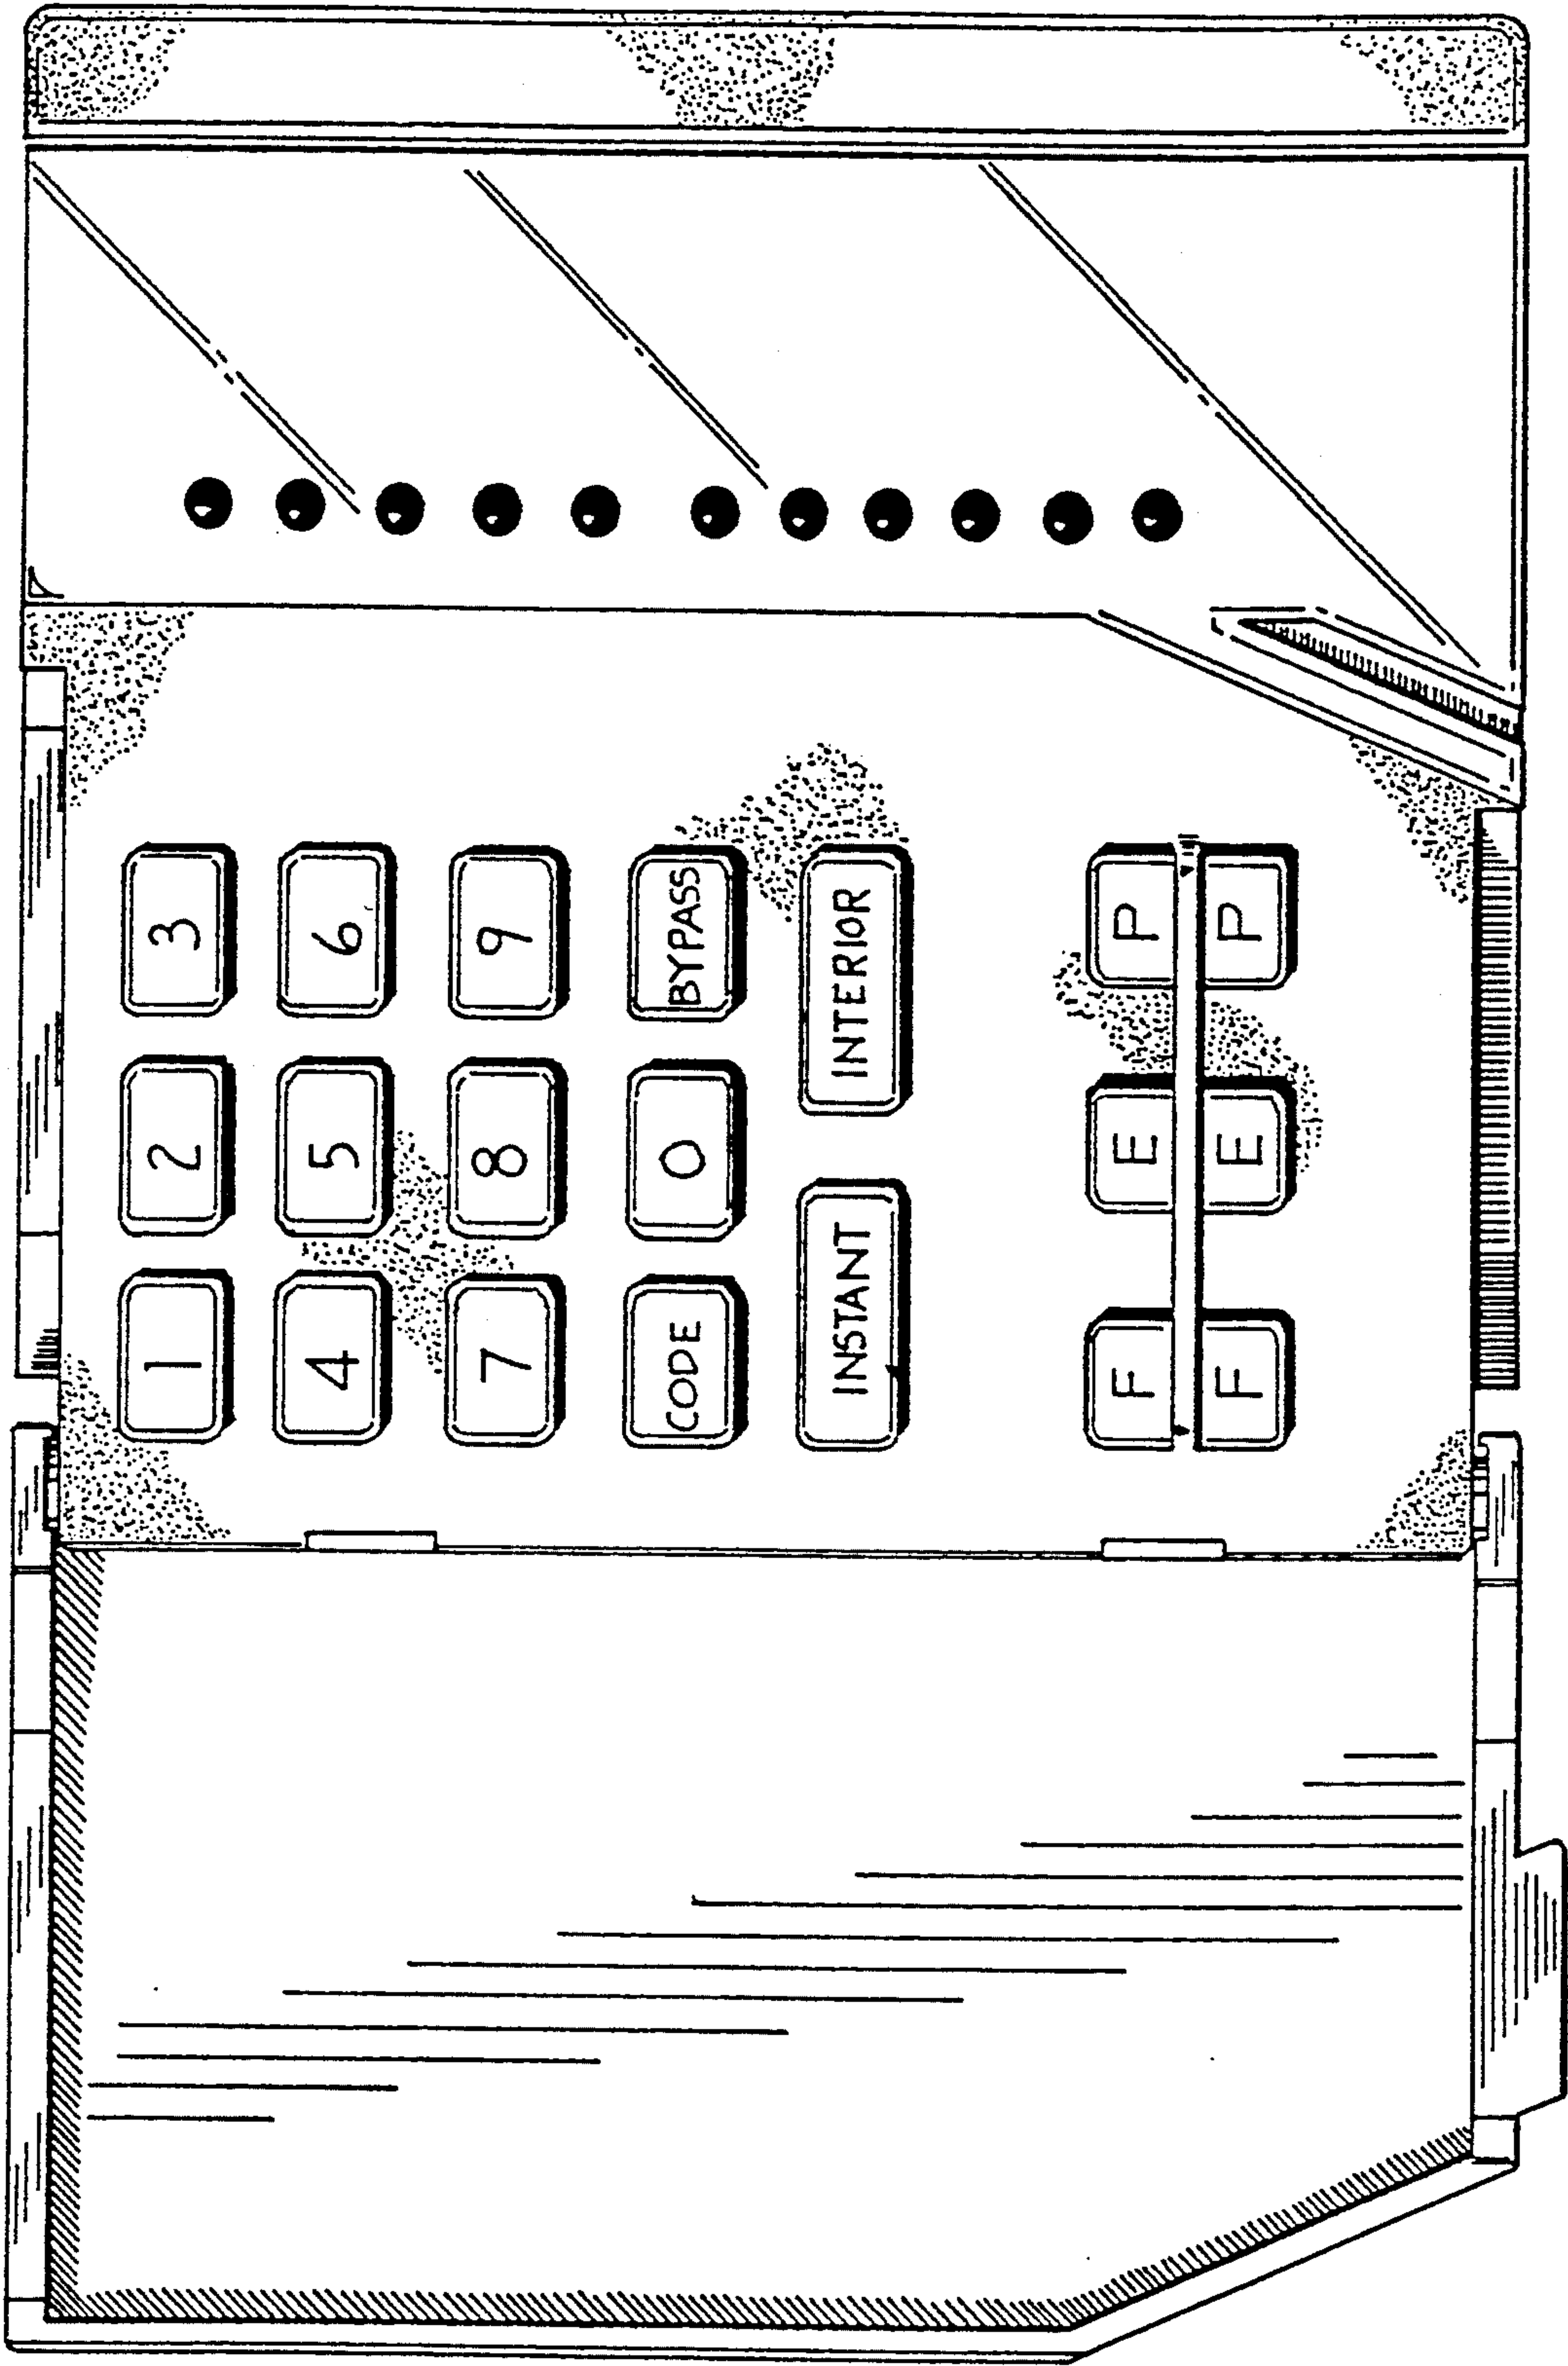 1 2 3
4 5 6
7 8 9
CODE 0 BYPASS
INSTANT INTERIOR
F E P
F E P